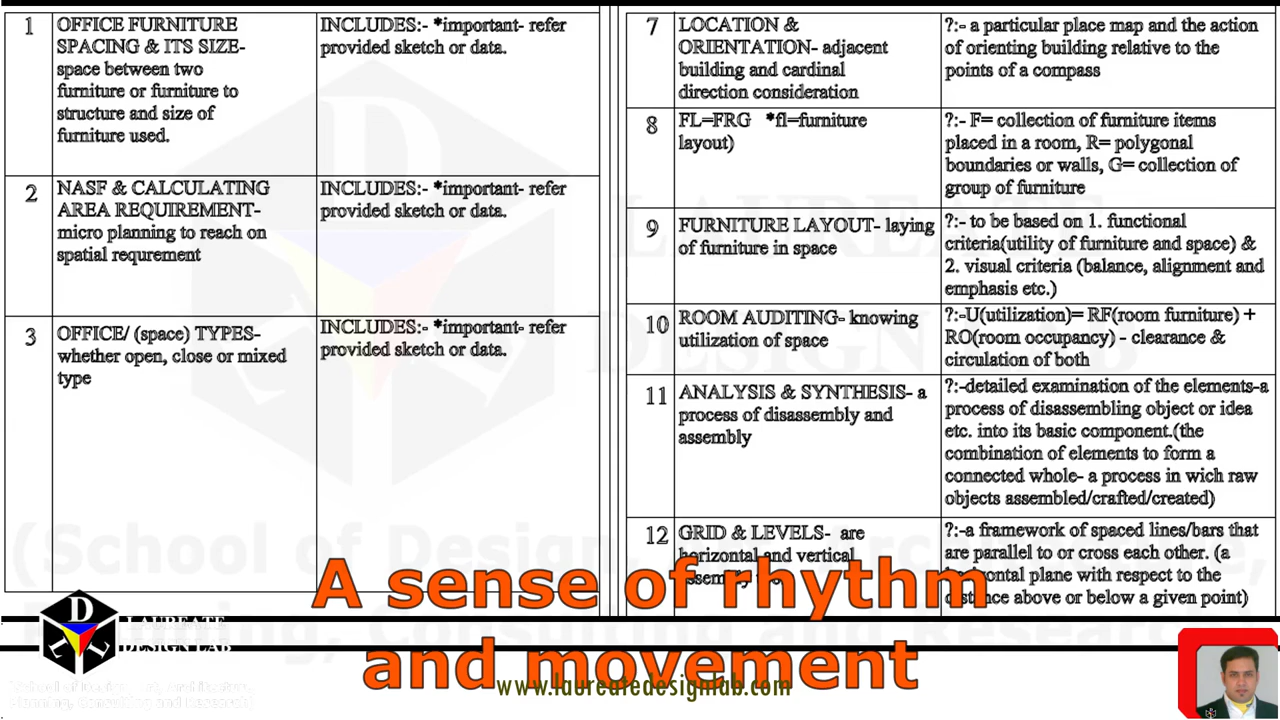 1
OFFICE FURNITURE
SPACING & ITS SIZE-
space between two
furniture or furniture to
structure and size of
furniture used.
INCLUDES:- *important- refer
provided sketch or data.
2
NASF & CALCULATING
AREA REQUIREMENT-
micro planning to reach on
spatial requrement
INCLUDES:- *important- refer
provided sketch or data.
3
OFFICE/ (space) TYPES-
whether open, close or mixed
type
INCLUDES:- *important- refer
provided sketch or data.
7
LOCATION &
ORIENTATION- adjacent
building and cardinal
direction consideration
?:- a particular place map and the action
of orienting building relative to the
points of a compass
8
FL=FRG *fl=furniture
layout)
?:- F= collection of furniture items
placed in a room, R= polygonal
boundaries or walls, G= collection of
group of furniture
9
FURNITURE LAYOUT- laying
of furniture in space
?:- to be based on 1. functional
criteria(utility of furniture and space) &
2. visual criteria (balance, alignment and
emphasis etc.)
10
ROOM AUDITING- knowing
utilization of space
?:-U(utilization)= RF(room furniture) +
RO(room occupancy) - clearance &
circulation of both
11
ANALYSIS & SYNTHESIS- a
process of disassembly and
assembly
?:-detailed examination of the elements-a
process of disassembling object or idea
etc. into its basic component.(the
combination of elements to form a
connected whole- a process in wich raw
objects assembled/crafted/created)
12
GRID & LEVELS- are
horizontal and vertical
?:-a framework of spaced lines/bars that
are parallel to or cross each other. (a
horizontal plane with respect to the
distance above or below a given point)
A sense of rhythm
and movement
LAUREATE
DESIGN LAB
www.laureatedesignlab.com